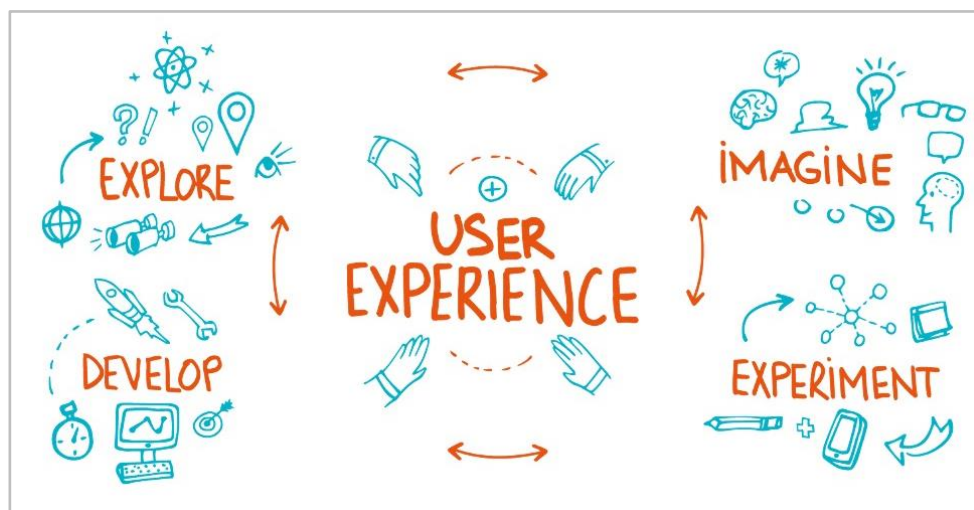 EXPLORE
IMAGINE
USER
EXPERIENCE
DEVELOP
EXPERIMENT